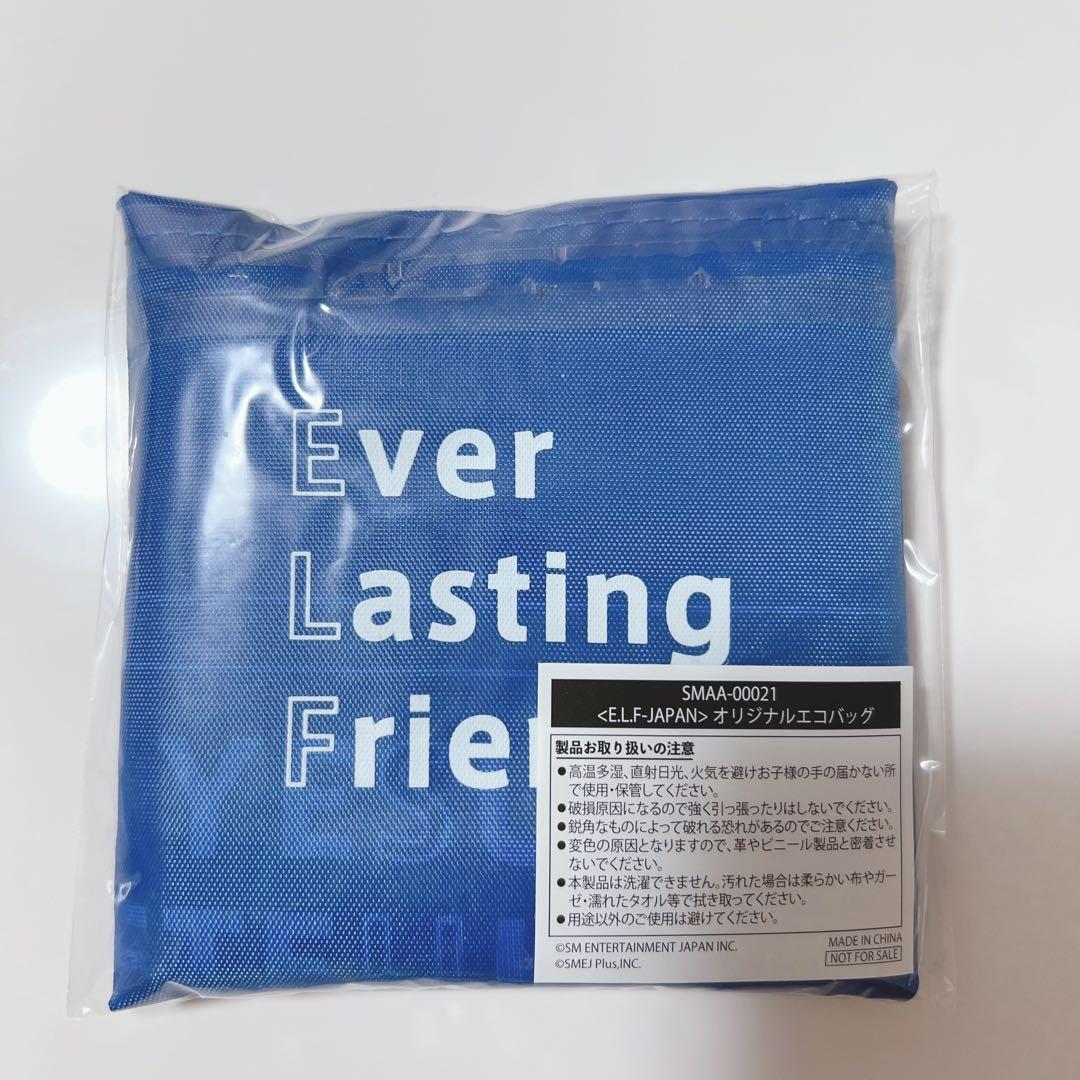 Ever
Lasting
Frien
SMAA-00021
<E.L.F-JAPAN> オリジナルエコバッグ
製品お取り扱いの注意
●高温多湿、直射日光、火気を避けお子様の手の届かない所
で使用・保管してください。
●破損原因になるので強く引っ張ったりはしないでください。
●鋭角なものによって破れる恐れがあるのでご注意ください。
●変色の原因となりますので、革やビニール製品と密着させ
ないでください。
●本製品は洗濯できません。汚れた場合は柔らかい布やガー
ゼ・濡れたタオル等で拭き取ってください。
●用途以外のご使用は避けてください。
©SM ENTERTAINMENT JAPAN INC.
©SMEJ Plus,INC.
MADE IN CHINA
NOT FOR SALE